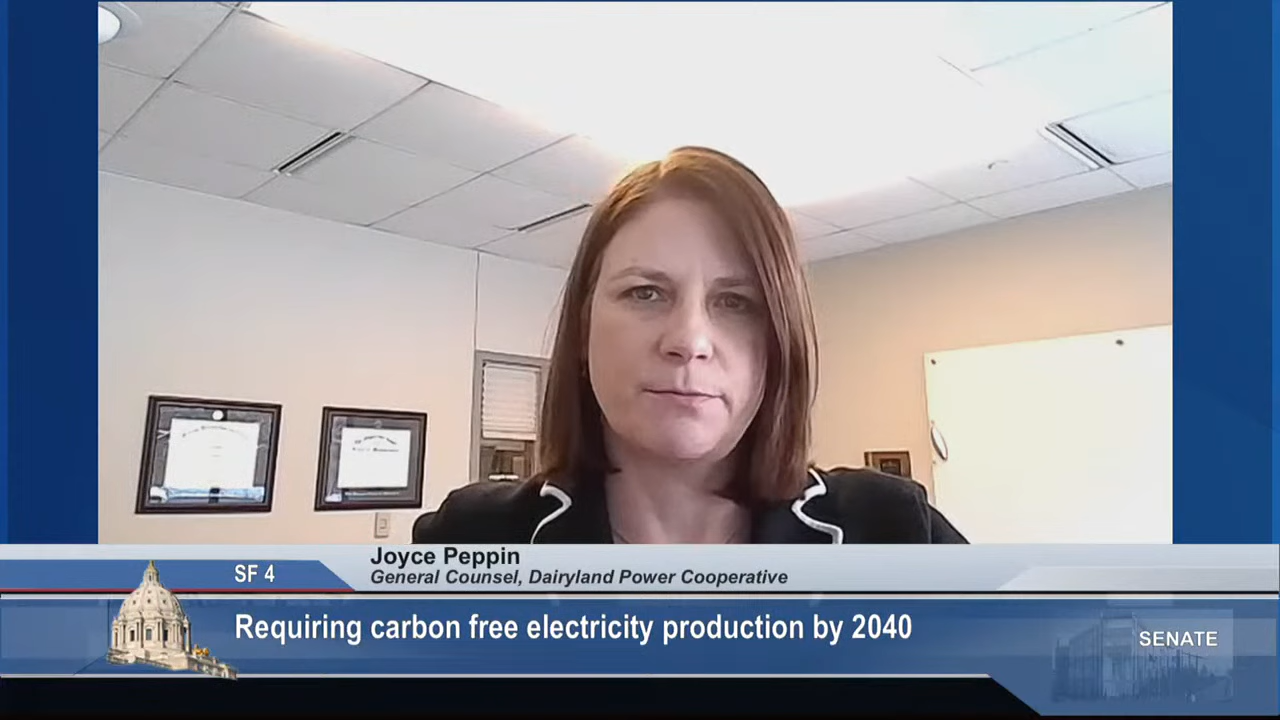 Joyce Peppin
SF 4
General Counsel, Dairyland Power Cooperative
Requiring carbon free electricity production by 2040
SENATE